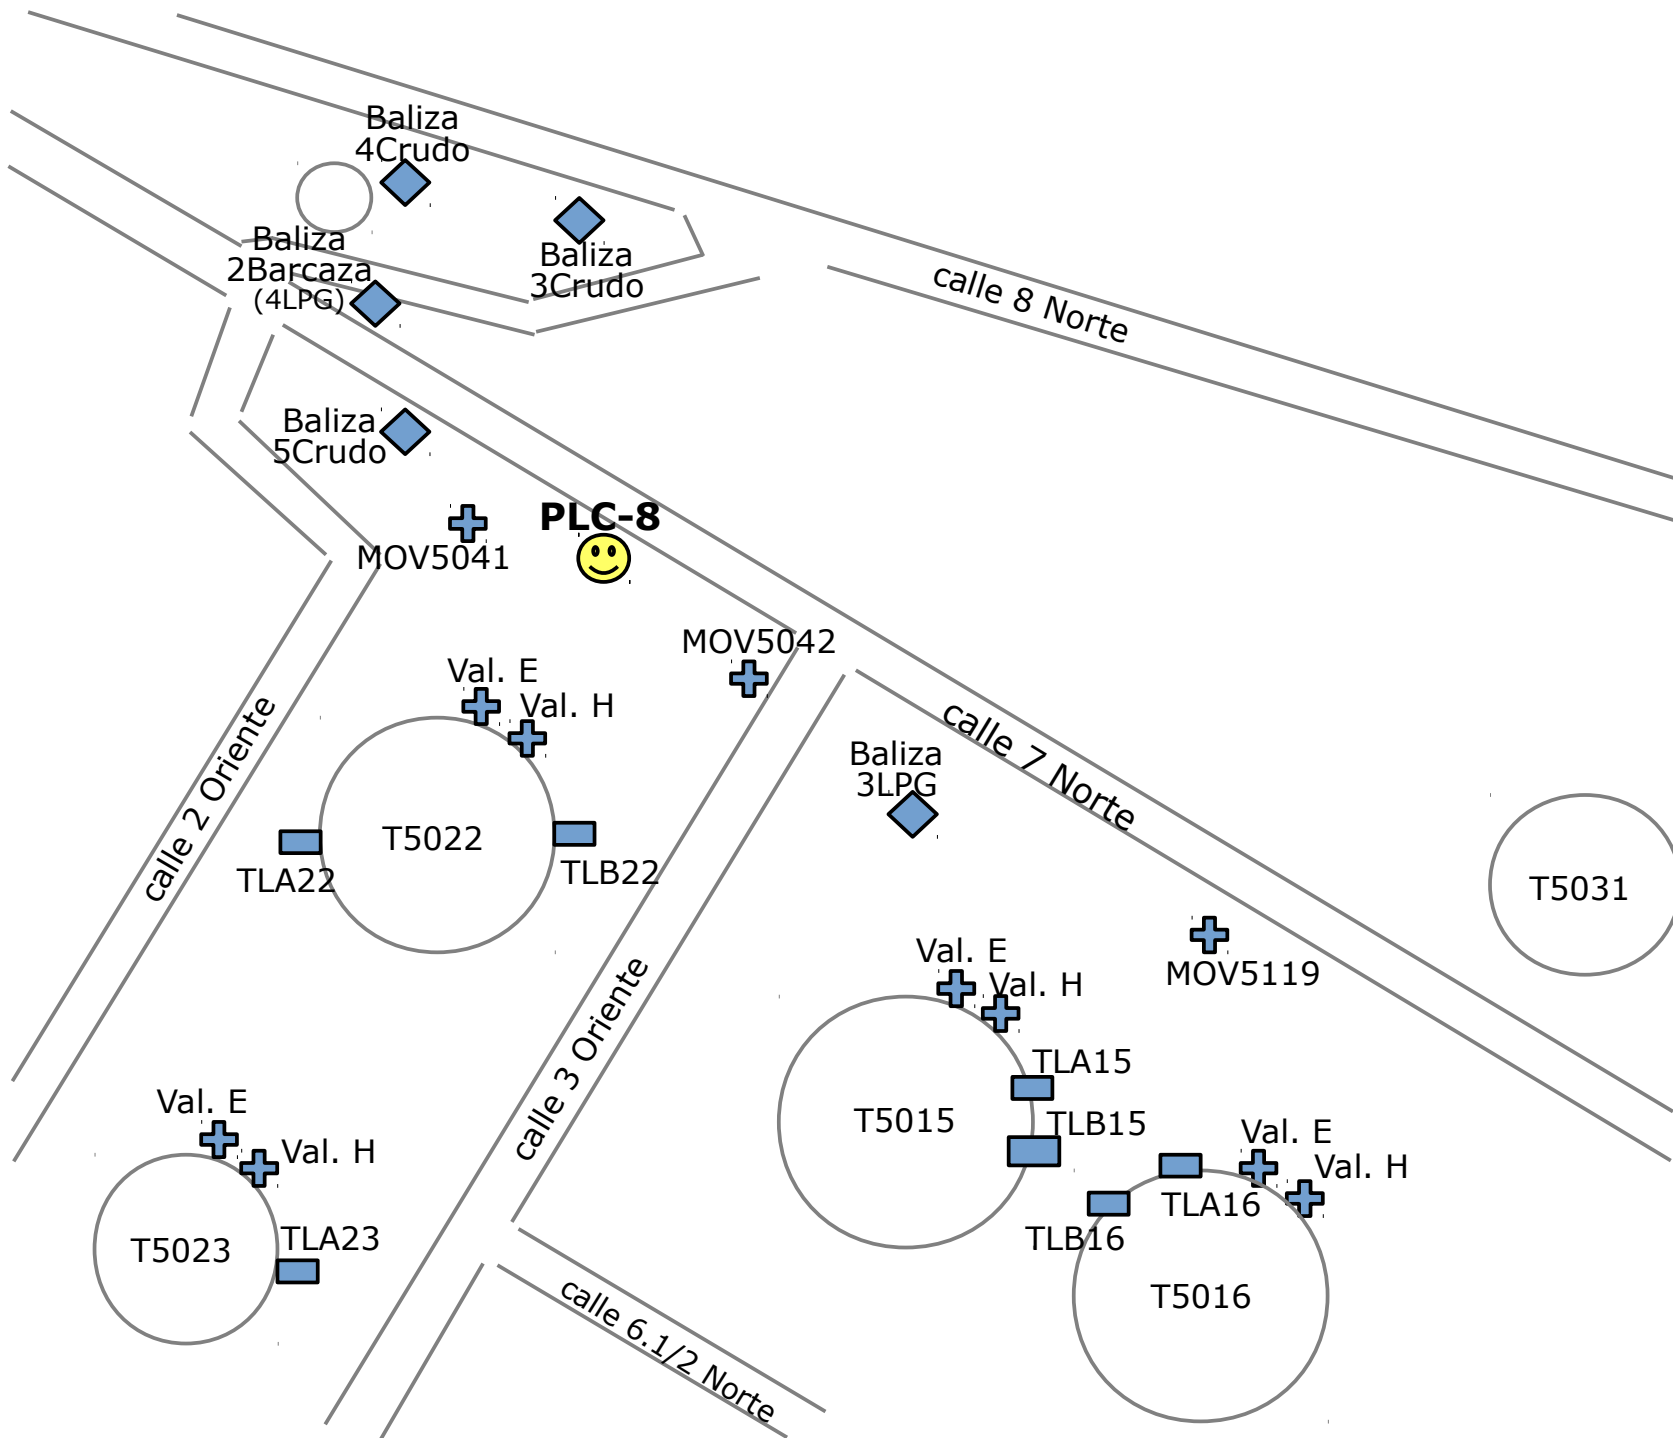 Baliza
4Crudo
Baliza
2Barcaza
(4LPG)
Baliza
3Crudo
calle 8 Norte
Baliza
5Crudo
PLC-8
MOV5041
MOV5042
Val. E
Val. H
calle 2 Oriente
T5022
TLA22
TLB22
calle 7 Norte
Baliza
3LPG
T5031
MOV5119
Val. E
Val. H
calle 3 Oriente
TLA15
T5015
TLB15
Val. E
Val. H
T5023
TLA23
Val. E
Val. H
TLA16
TLB16
T5016
calle 6.1/2 Norte